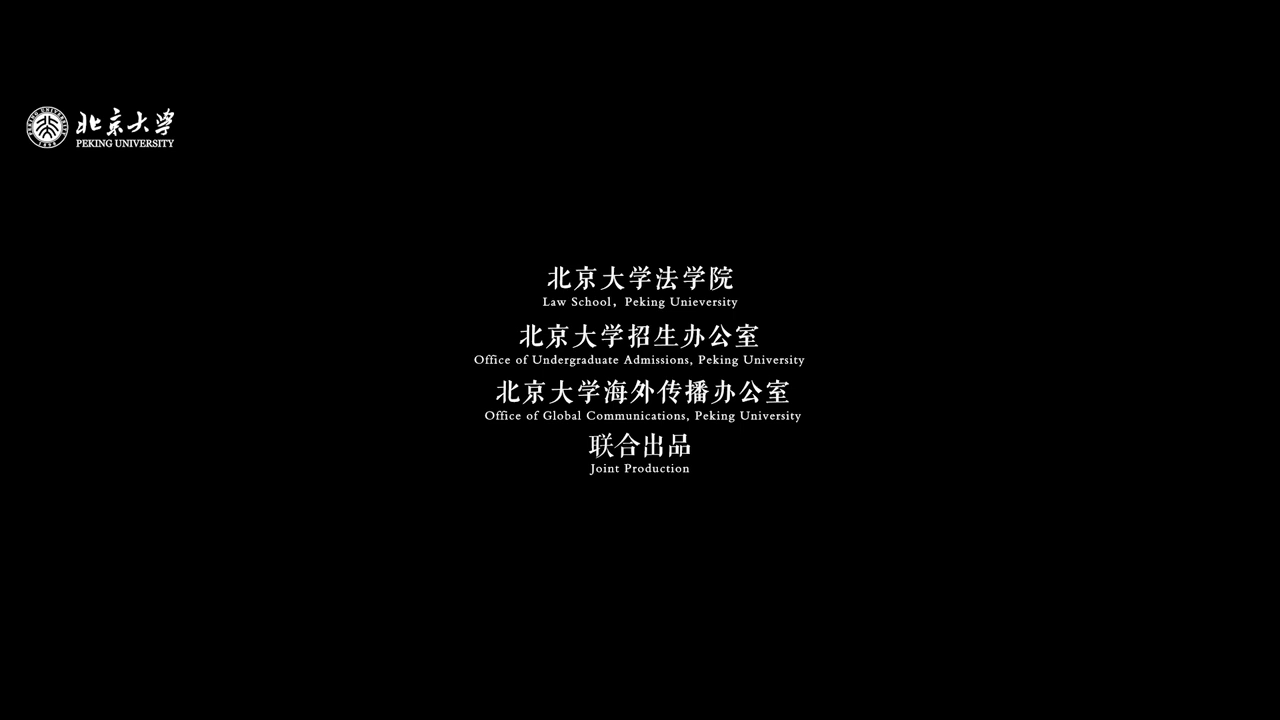 北京大学
PEKING UNIVERSITY
北京大学法学院
Law School, Peking Unieversity
北京大学招生办公室
Office of Undergraduate Admissions, Peking University
北京大学海外传播办公室
Office of Global Communications, Peking University
联合出品
Joint Production